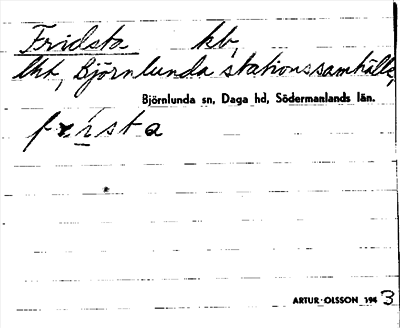 Fridsta kb,
lht, Björnlunda stationssamhälle,
Björnlunda sn, Daga hd, Södermanlands län.
frista
ARTUR OLSSON 1943